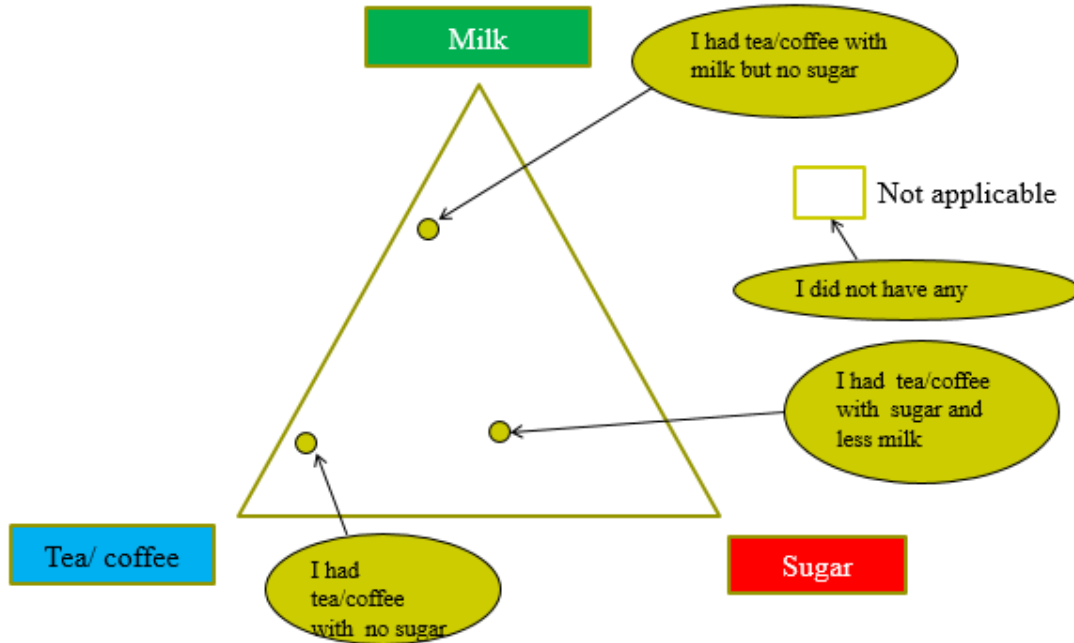 Milk
I had tea/coffee with
milk but no sugar
Not applicable
I did not have any
I had tea/coffee
with sugar and
less milk
Tea/ coffee
I had
tea/coffee
with no sugar
Sugar